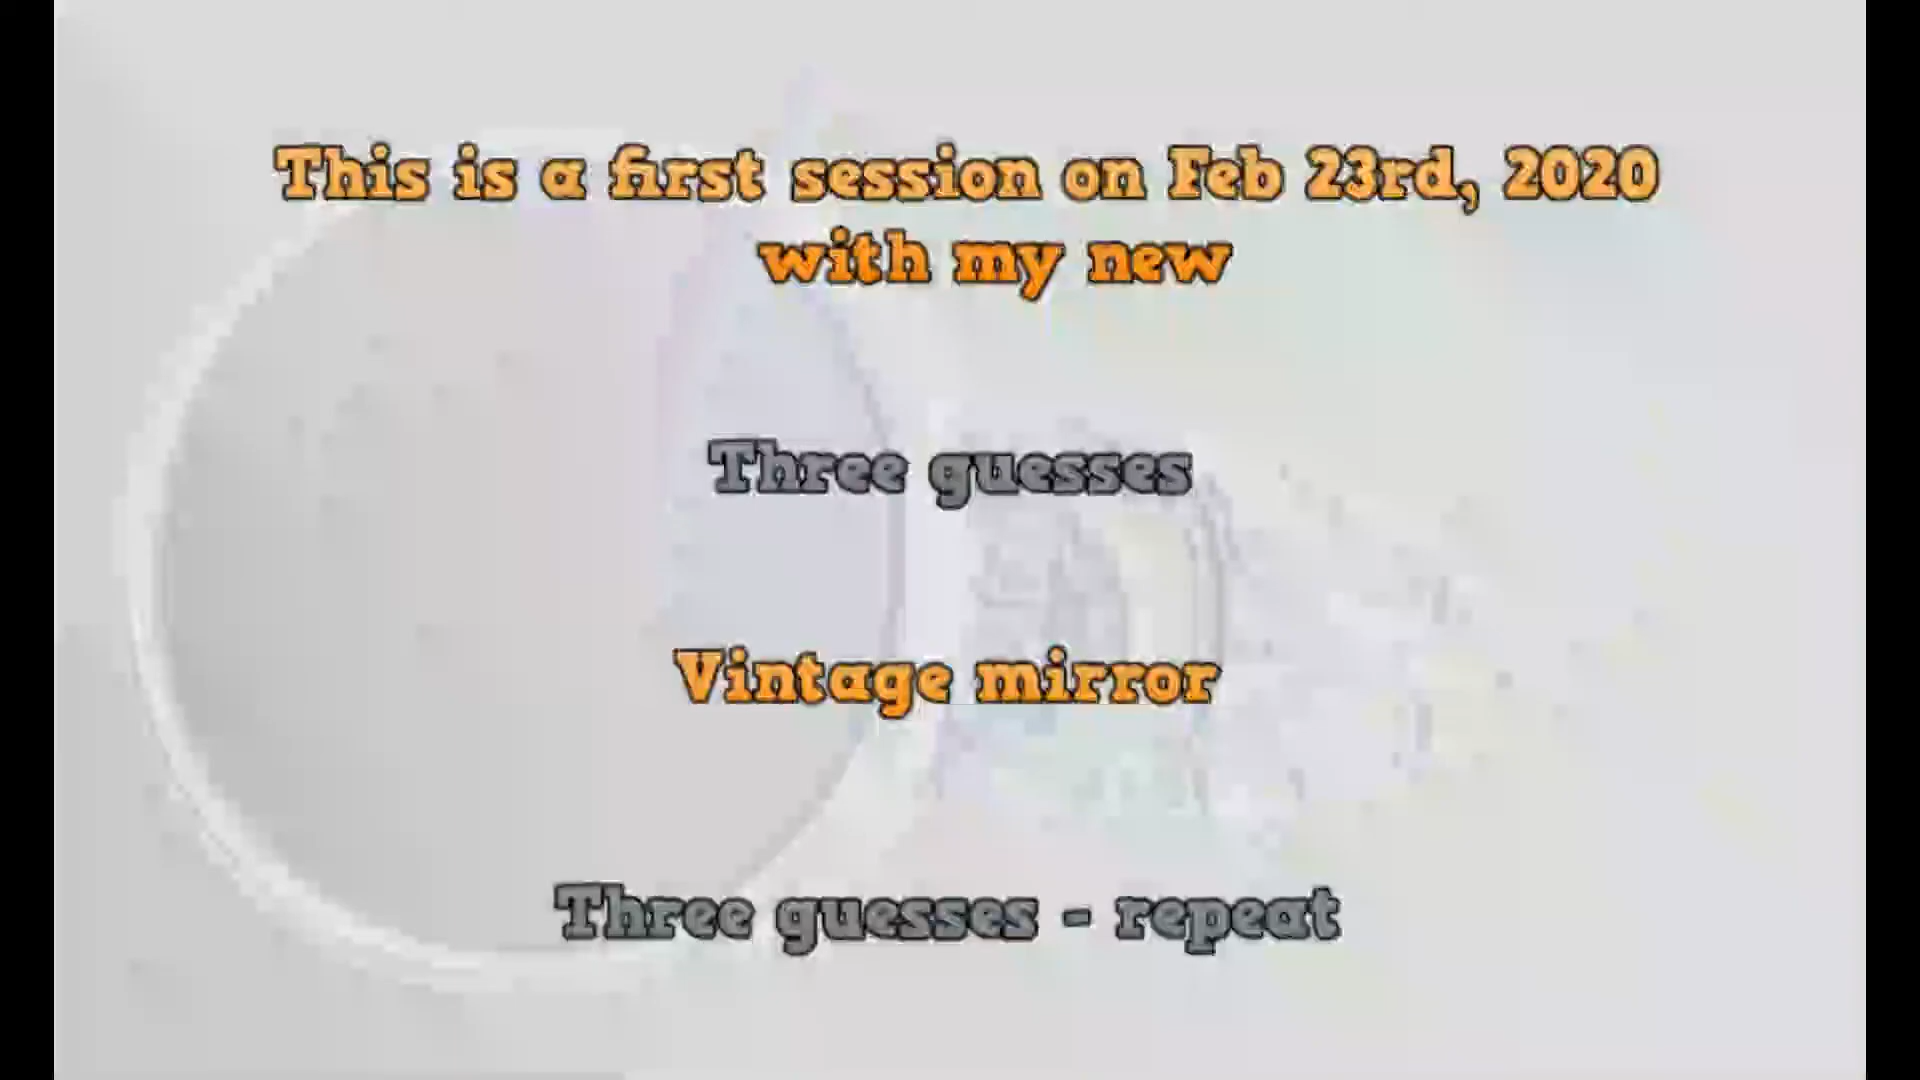 This is a first session on Feb 23rd, 2020
with my new
Three guesses
Vintage mirror
Three guesses - repeat